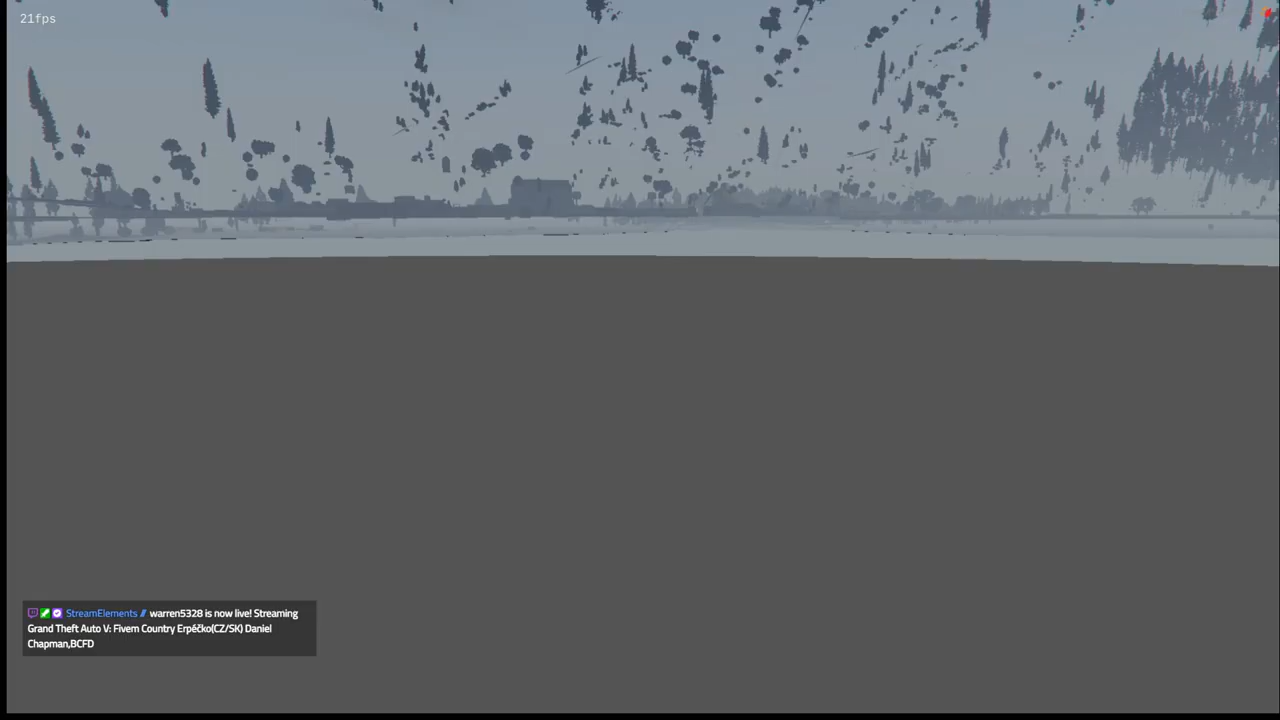 21fps
StreamElements // warren5328 is now live! Streaming
Grand Theft Auto V: Fivem Country Erpéčko(CZ/SK) Daniel
Chapman,BCFD